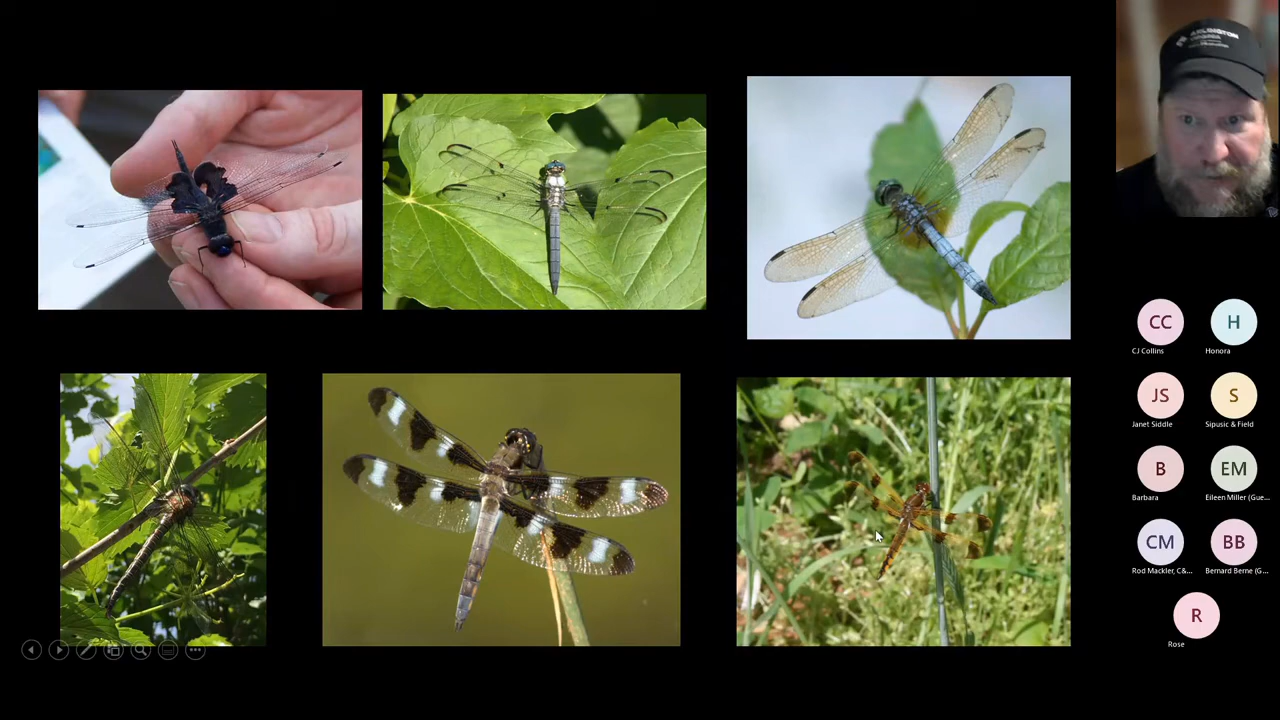 ARLINGTON
CC
CJ Collins
H
Honora
JS
Janet Siddle
S
Sipusic & Field
B
Barbara
EM
Eileen Miller (Gue...
CM
Rod Mackler, C&...
BB
Bernard Berne (G...
R
Rose